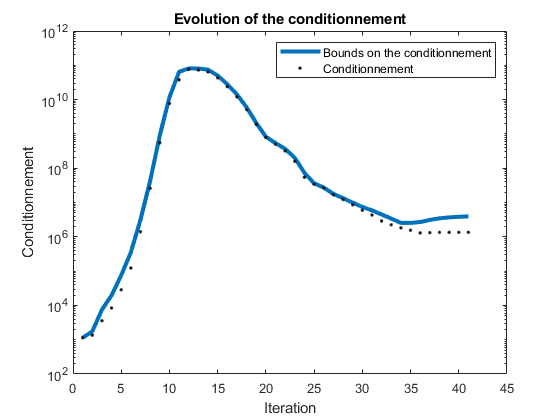 Evolution of the conditionnement
Bounds on the conditionnement
Conditionnement
Conditionnement
10^12
10^10
10^8
10^6
10^4
10^2
0 5 10 15 20 25 30 35 40 45
Iteration